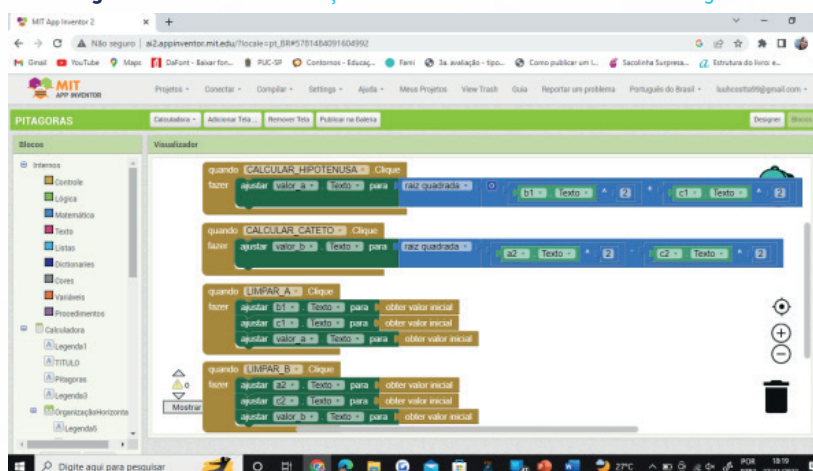 MIT App Inventor 2
Não seguro ai2.appinventor.mit.edu/?locale=pt_BR#5781484091604992
Gmail YouTube Maps DaFont - Baixar fon... PUC-SP Contornos - Educaç... Ferri 3a. avaliação - tipo... Como publicar um l... Sacolinha Surpresa... Estrutura do livro: e...
MIT
APP INVENTOR
Projetos Conectar Compilar Settings Ajuda Meus Projetos View Trash Guia Reportar um problema Português do Brasil
PITAGORAS Calculadora Adicionar Tela ... Remover Tela Publicar na Galeria Designer Blocos
Blocos Visualizador
Internos
Controle
Lógica
Matemática
Texto
Listas
Dictionaries
Cores
Variáveis
Procedimentos
Calculadora
Legenda1
TITULO
Pitagoras
Legenda3
OrganizaçãoHorizonta
Legenda5
quando CALCULAR_HIPOTENUSA . Clique
fazer ajustar valor_a . Texto para raiz quadrada b1 . Texto ^ 2 + c1 . Texto ^ 2
quando CALCULAR_CATETO . Clique
fazer ajustar valor_b . Texto para raiz quadrada a2 . Texto ^ 2 - c2 . Texto ^ 2
quando LIMPAR_A . Clique
fazer ajustar b1 . Texto para obter valor inicial
ajustar c1 . Texto para obter valor inicial
ajustar valor_a . Texto para obter valor inicial
quando LIMPAR_B . Clique
fazer ajustar a2 . Texto para obter valor inicial
ajustar c2 . Texto para obter valor inicial
ajustar valor_b . Texto para obter valor inicial
0
Mostrar
Digite aqui para pesquisar 27°C POR 18:19